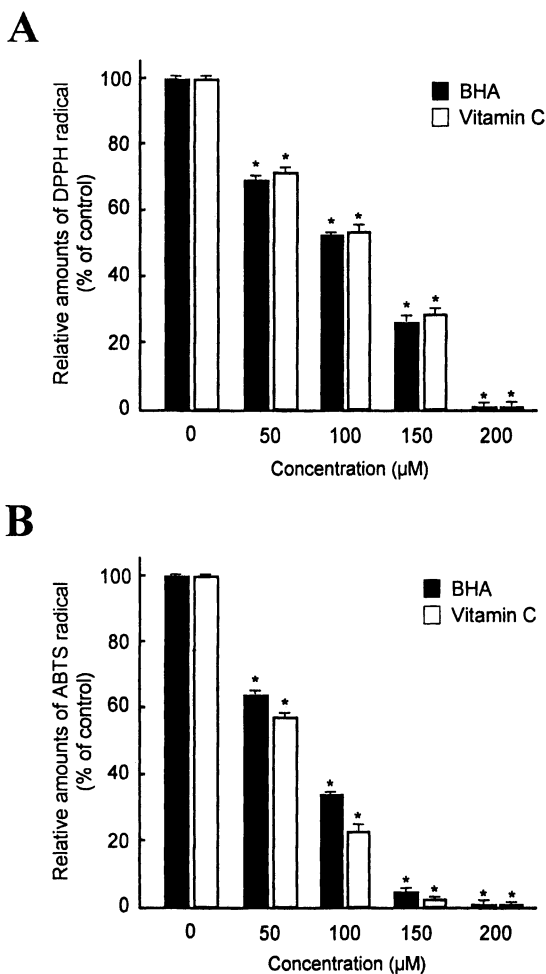 A
Relative amounts of DPPH radical
(% of control)
100
80
60
40
20
0
BHA
Vitamin C
* *
* *
* *
* *
0 50 100 150 200
Concentration (µM)
B
Relative amounts of ABTS radical
(% of control)
100
80
60
40
20
0
BHA
Vitamin C
* *
* *
* *
* *
0 50 100 150 200
Concentration (µM)